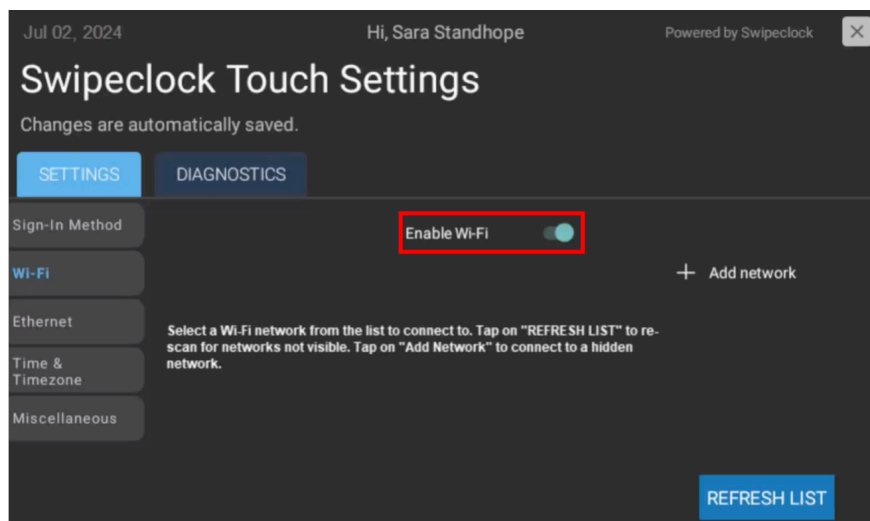 Jul 02, 2024
Hi, Sara Standhope
Powered by Swipeclock
Swipeclock Touch Settings
Changes are automatically saved.
SETTINGS
DIAGNOSTICS
Sign-In Method
Wi-Fi
Ethernet
Time &
Timezone
Miscellaneous
Enable Wi-Fi
Add network
Select a Wi-Fi network from the list to connect to. Tap on "REFRESH LIST" to re-
scan for networks not visible. Tap on "Add Network" to connect to a hidden
network.
REFRESH LIST